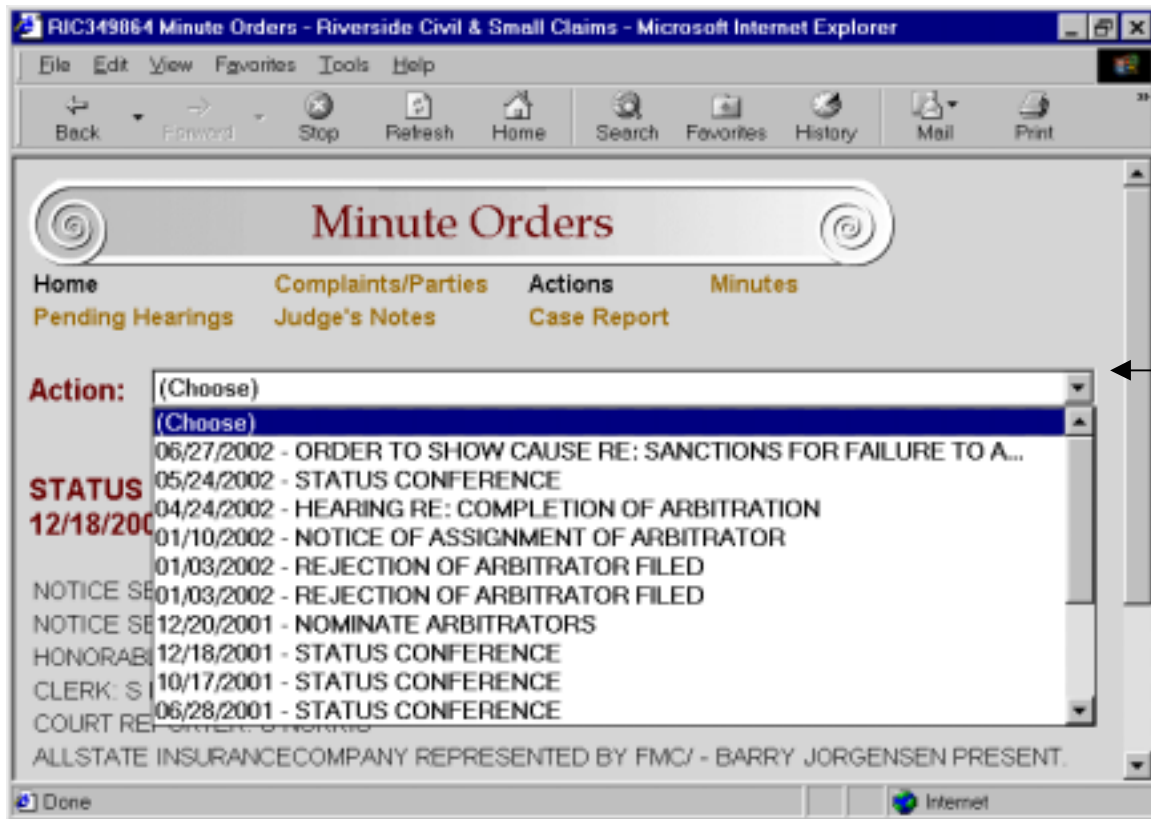 RIC349864 Minute Orders - Riverside Civil & Small Claims - Microsoft Internet Explorer
File Edit View Favorites Tools Help
Back Forward Stop Refresh Home Search Favorites History Mail Print
Minute Orders
Home Complaints/Parties Actions Minutes
Pending Hearings Judge's Notes Case Report
Action: (Choose)
(Choose)
06/27/2002 - ORDER TO SHOW CAUSE RE: SANCTIONS FOR FAILURE TO A...
STATUS 05/24/2002 - STATUS CONFERENCE
04/24/2002 - HEARING RE: COMPLETION OF ARBITRATION
12/18/200
01/10/2002 - NOTICE OF ASSIGNMENT OF ARBITRATOR
01/03/2002 - REJECTION OF ARBITRATOR FILED
NOTICE SE 01/03/2002 - REJECTION OF ARBITRATOR FILED
NOTICE SE 12/20/2001 - NOMINATE ARBITRATORS
HONORABL 12/18/2001 - STATUS CONFERENCE
CLERK: S 10/17/2001 - STATUS CONFERENCE
06/28/2001 - STATUS CONFERENCE
COURT
ALLSTATE INSURANCECOMPANY REPRESENTED BY FMC/ - BARRY JORGENSEN PRESENT.
Done Internet